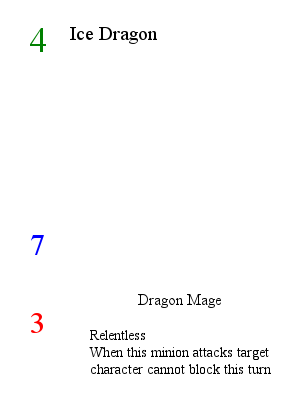 4
Ice Dragon
7
Dragon Mage
3
Relentless
When this minion attacks target
character cannot block this turn